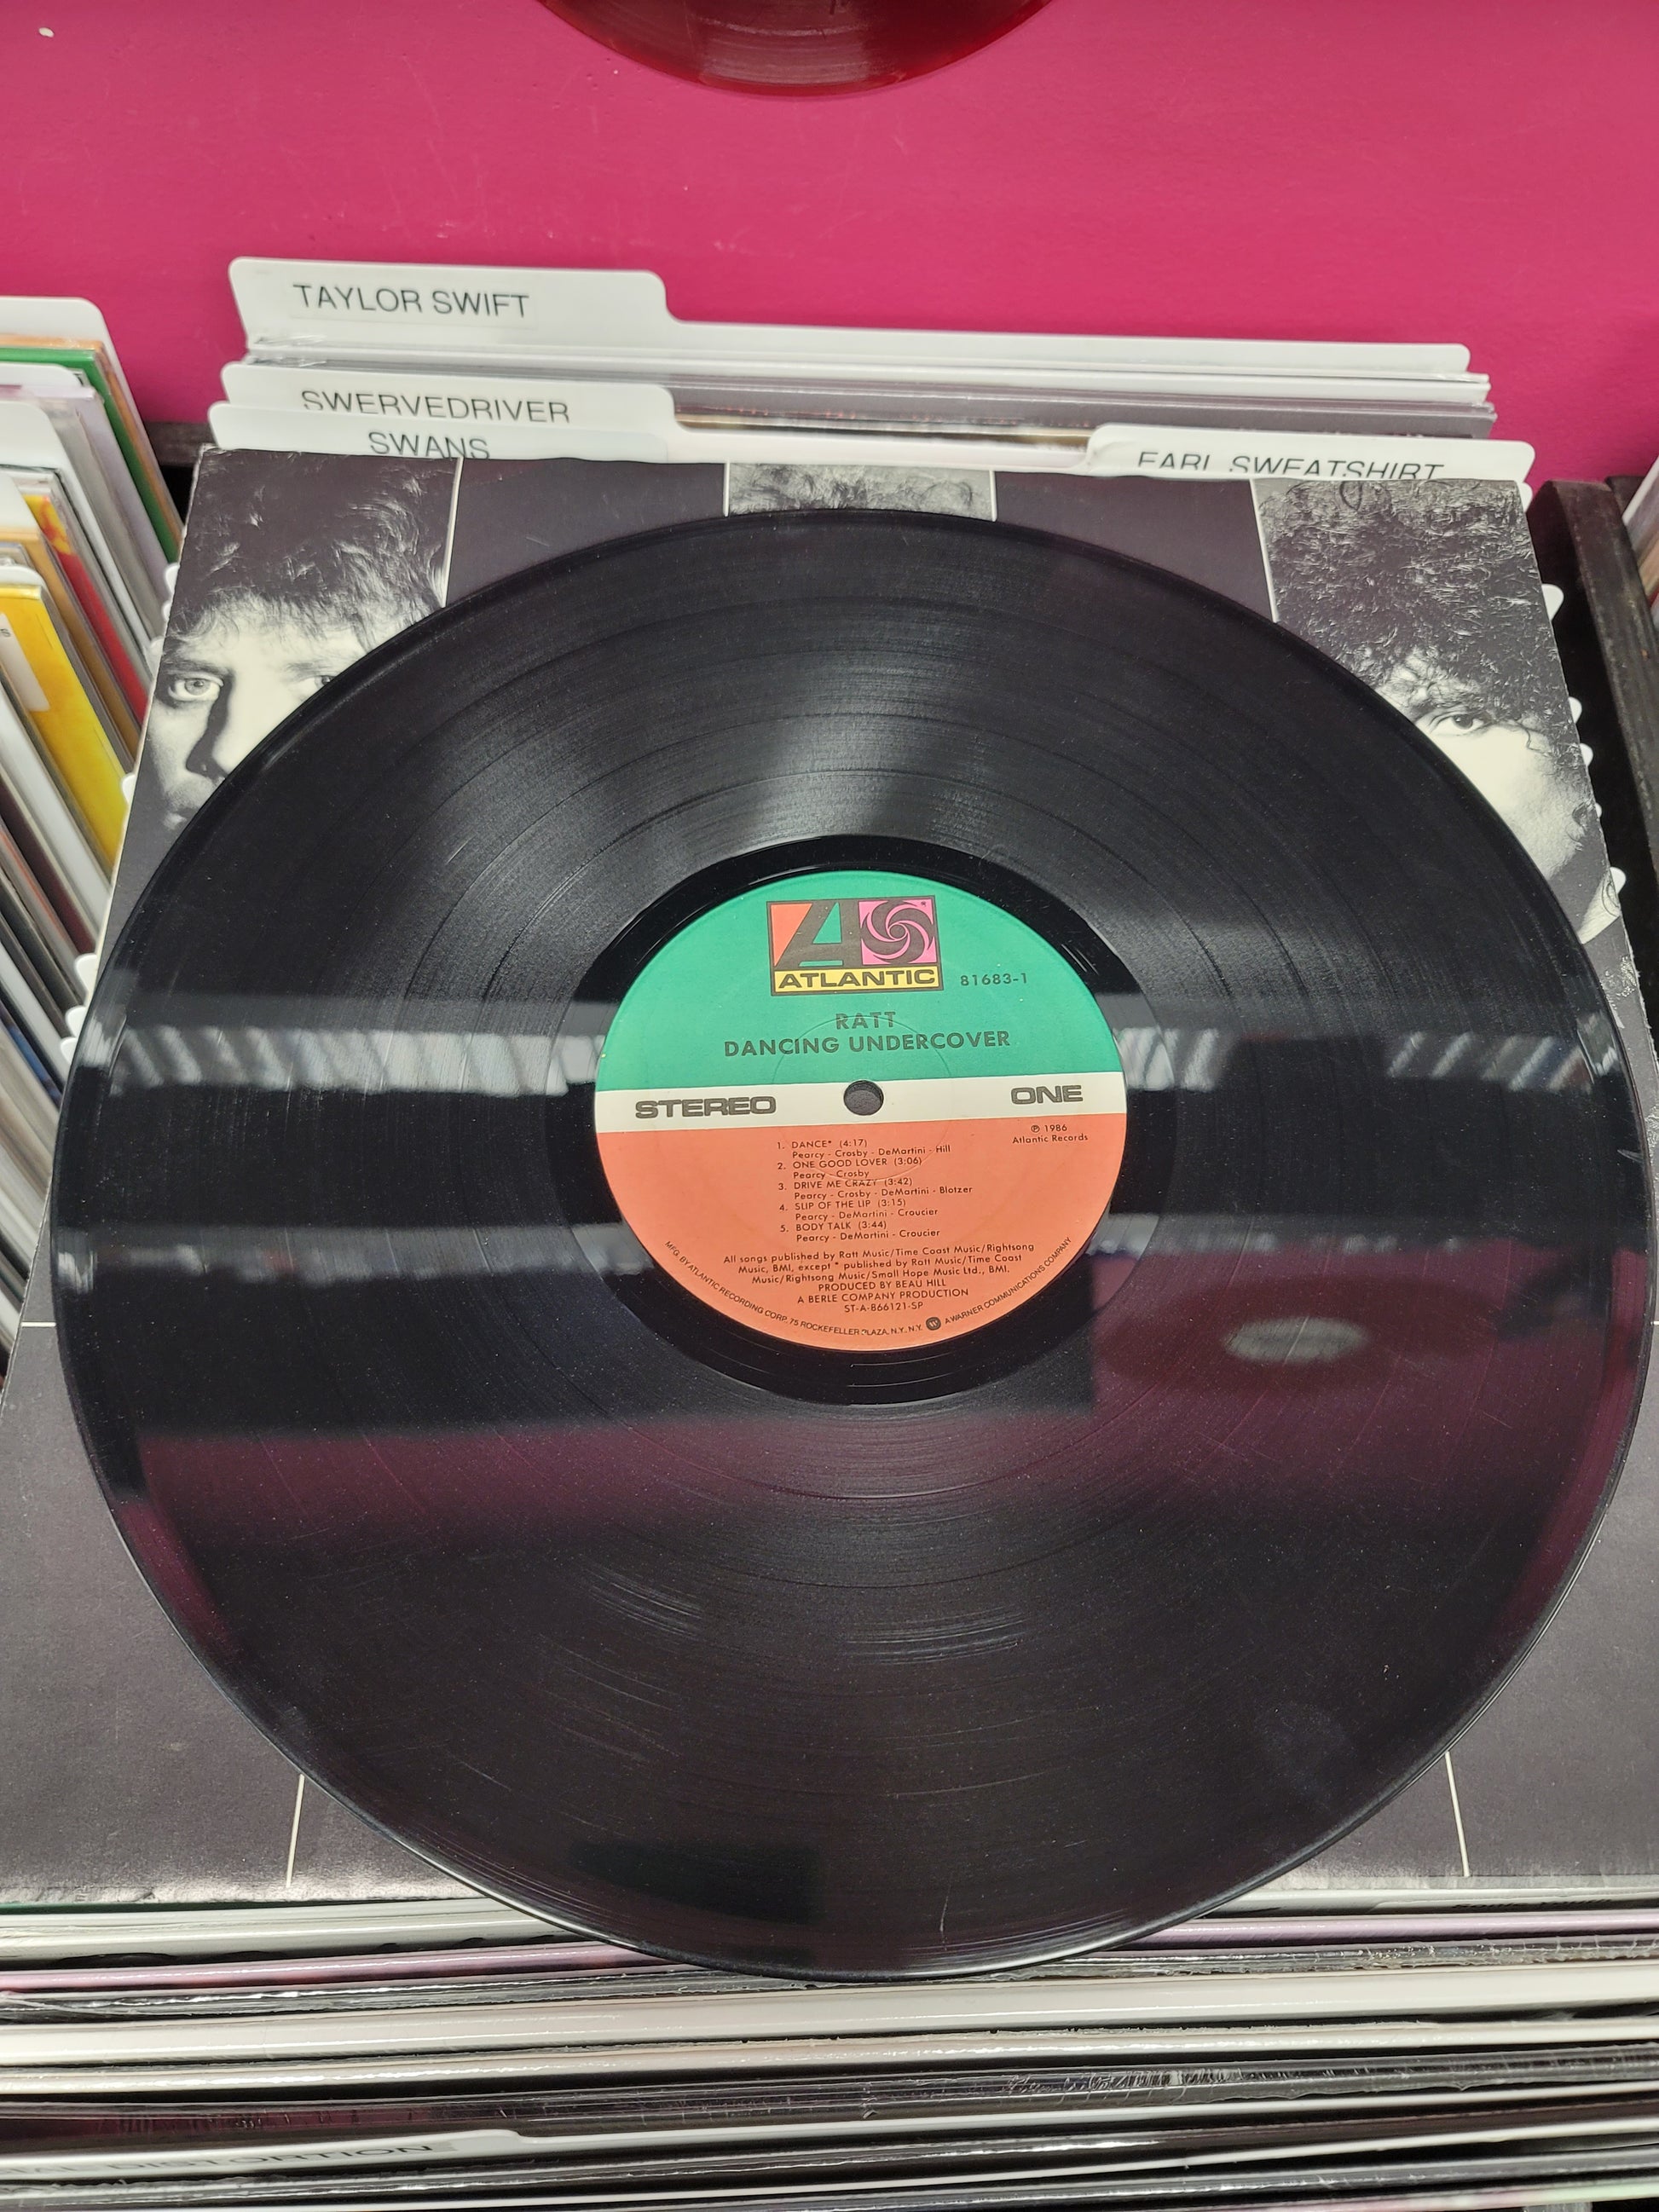 TAYLOR SWIFT
SWERVEDRIVER
SWANS
EARL SWEATSHIRT
ATLANTIC
81683-1
RATT
DANCING UNDERCOVER
STEREO
ONE
℗ 1986
Atlantic Records
1. DANCE* (4:17)
Pearcy - Crosby - DeMartini - Hill
2. ONE GOOD LOVER (3:06)
Pearcy - Crosby
3. DRIVE ME CRAZY (3:42)
Pearcy - Crosby - DeMartini - Blotzer
4. SLIP OF THE LIP (3:15)
Pearcy - DeMartini - Croucier
5. BODY TALK (3:44)
Pearcy - DeMartini - Croucier
All songs published by Ratt Music/Time Coast Music/Rightsong
Music, BMI, except * published by Ratt Music/Time Coast
Music/Rightsong Music/Small Hope Music Ltd., BMI.
PRODUCED BY BEAU HILL
A BERLE COMPANY PRODUCTION
ST-A-866121-SP
MFG. BY ATLANTIC RECORDING CORP., 75 ROCKEFELLER PLAZA, N.Y., N.Y. A WARNER COMMUNICATIONS COMPANY
DISTORTION